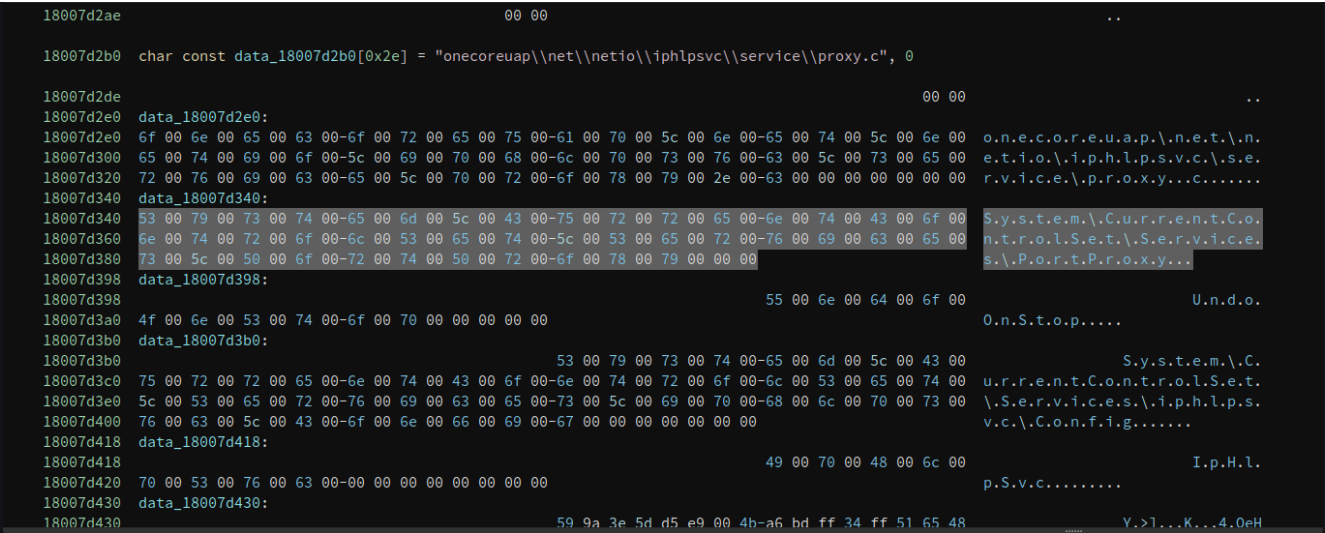 18007d2ae 00 00 ..
18007d2b0 char const data_18007d2b0[0x2e] = "onecoreuap\\net\\netio\\iphlpsvc\\service\\proxy.c", 0
18007d2de 00 00 ..
18007d2e0 data_18007d2e0:
18007d2e0 6f 00 6e 00 65 00 63 00-6f 00 72 00 65 00 75 00-61 00 70 00 5c 00 6e 00-65 00 74 00 5c 00 6e 00 o.n.e.c.o.r.e.u.a.p.\.n.e.t.\.n.
18007d300 65 00 74 00 69 00 6f 00-5c 00 69 00 70 00 68 00-6c 00 70 00 73 00 76 00-63 00 5c 00 73 00 65 00 e.t.i.o.\.i.p.h.l.p.s.v.c.\.s.e.
18007d320 72 00 76 00 69 00 63 00-65 00 5c 00 70 00 72 00-6f 00 78 00 79 00 2e 00-63 00 00 00 00 00 00 00 r.v.i.c.e.\.p.r.o.x.y...c.......
18007d340 data_18007d340:
18007d340 53 00 79 00 73 00 74 00-65 00 6d 00 5c 00 43 00-75 00 72 00 72 00 65 00-6e 00 74 00 43 00 6f 00 S.y.s.t.e.m.\.C.u.r.r.e.n.t.C.o.
18007d360 6e 00 74 00 72 00 6f 00-6c 00 53 00 65 00 74 00-5c 00 53 00 65 00 72 00-76 00 69 00 63 00 65 00 n.t.r.o.l.S.e.t.\.S.e.r.v.i.c.e.
18007d380 73 00 5c 00 50 00 6f 00-72 00 74 00 50 00 72 00-6f 00 78 00 79 00 00 00 s.\.P.o.r.t.P.r.o.x.y...
18007d398 data_18007d398:
18007d398 55 00 6e 00 64 00 6f 00 U.n.d.o.
18007d3a0 4f 00 6e 00 53 00 74 00-6f 00 70 00 00 00 00 00 O.n.S.t.o.p.....
18007d3b0 data_18007d3b0:
18007d3b0 53 00 79 00 73 00 74 00-65 00 6d 00 5c 00 43 00 S.y.s.t.e.m.\.C.
18007d3c0 75 00 72 00 72 00 65 00-6e 00 74 00 43 00 6f 00-6e 00 74 00 72 00 6f 00-6c 00 53 00 65 00 74 00 u.r.r.e.n.t.C.o.n.t.r.o.l.S.e.t.
18007d3e0 5c 00 53 00 65 00 72 00-76 00 69 00 63 00 65 00-73 00 5c 00 69 00 70 00-68 00 6c 00 70 00 73 00 \.S.e.r.v.i.c.e.s.\.i.p.h.l.p.s.
18007d400 76 00 63 00 5c 00 43 00-6f 00 6e 00 66 00 69 00-67 00 00 00 00 00 00 00 v.c.\.C.o.n.f.i.g.......
18007d418 data_18007d418:
18007d418 49 00 70 00 48 00 6c 00 I.p.H.l.
18007d420 70 00 53 00 76 00 63 00-00 00 00 00 00 00 00 00 p.S.v.c.........
18007d430 data_18007d430:
18007d430 59 9a 3e 5d d5 e9 00 4b-a6 bd ff 34 ff 51 65 48 Y.>]...K...4.QeH